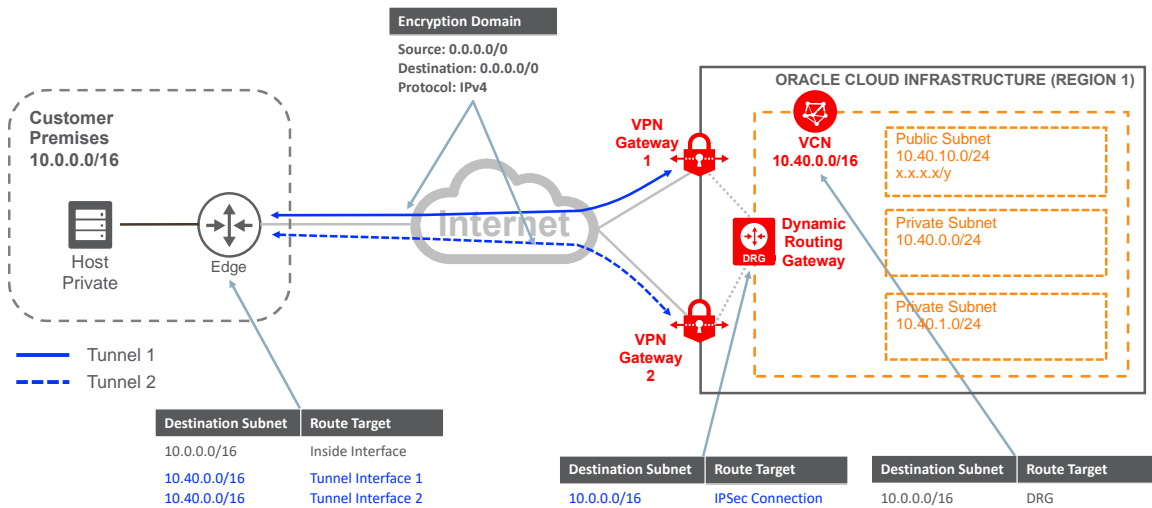 Encryption Domain
Source: 0.0.0.0/0
Destination: 0.0.0.0/0
Protocol: IPv4
ORACLE CLOUD INFRASTRUCTURE (REGION 1)
Customer
Premises
10.0.0.0/16
Host
Private
Edge
Internet
VPN
Gateway
1
VCN
10.40.0.0/16
Public Subnet
10.40.10.0/24
x.x.x.x/y
Private Subnet
10.40.0.0/24
Private Subnet
10.40.1.0/24
DRG
Dynamic
Routing
Gateway
VPN
Gateway
2
Tunnel 1
Tunnel 2
Destination Subnet Route Target
10.0.0.0/16 Inside Interface
10.40.0.0/16 Tunnel Interface 1
10.40.0.0/16 Tunnel Interface 2
Destination Subnet Route Target
10.0.0.0/16 IPSec Connection
Destination Subnet Route Target
10.0.0.0/16 DRG